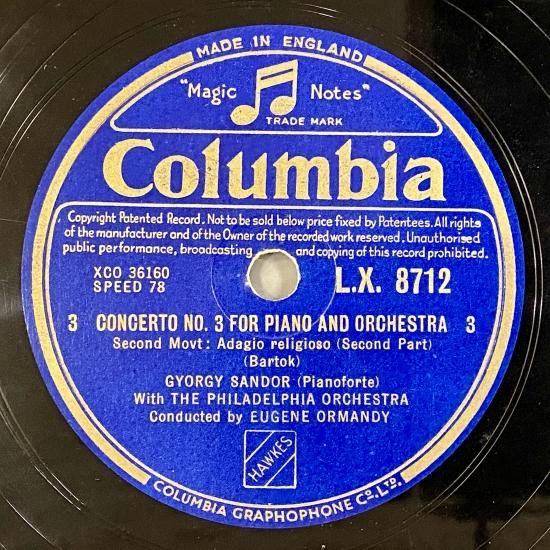 MADE IN ENGLAND
"Magic Notes"
TRADE MARK
Columbia
Copyright Patented Record. Not to be sold below price fixed by Patentees. All rights
of the manufacturer and of the Owner of the recorded work reserved. Unauthorised
public performance, broadcasting and copying of this record prohibited.
XCO 36160
SPEED 78
L.X. 8712
3 CONCERTO NO. 3 FOR PIANO AND ORCHESTRA 3
Second Movt: Adagio religioso (Second Part)
(Bartok)
GYORGY SANDOR (Pianoforte)
With THE PHILADELPHIA ORCHESTRA
Conducted by EUGENE ORMANDY
HAWKES
COLUMBIA GRAPHOPHONE CO. LTD.